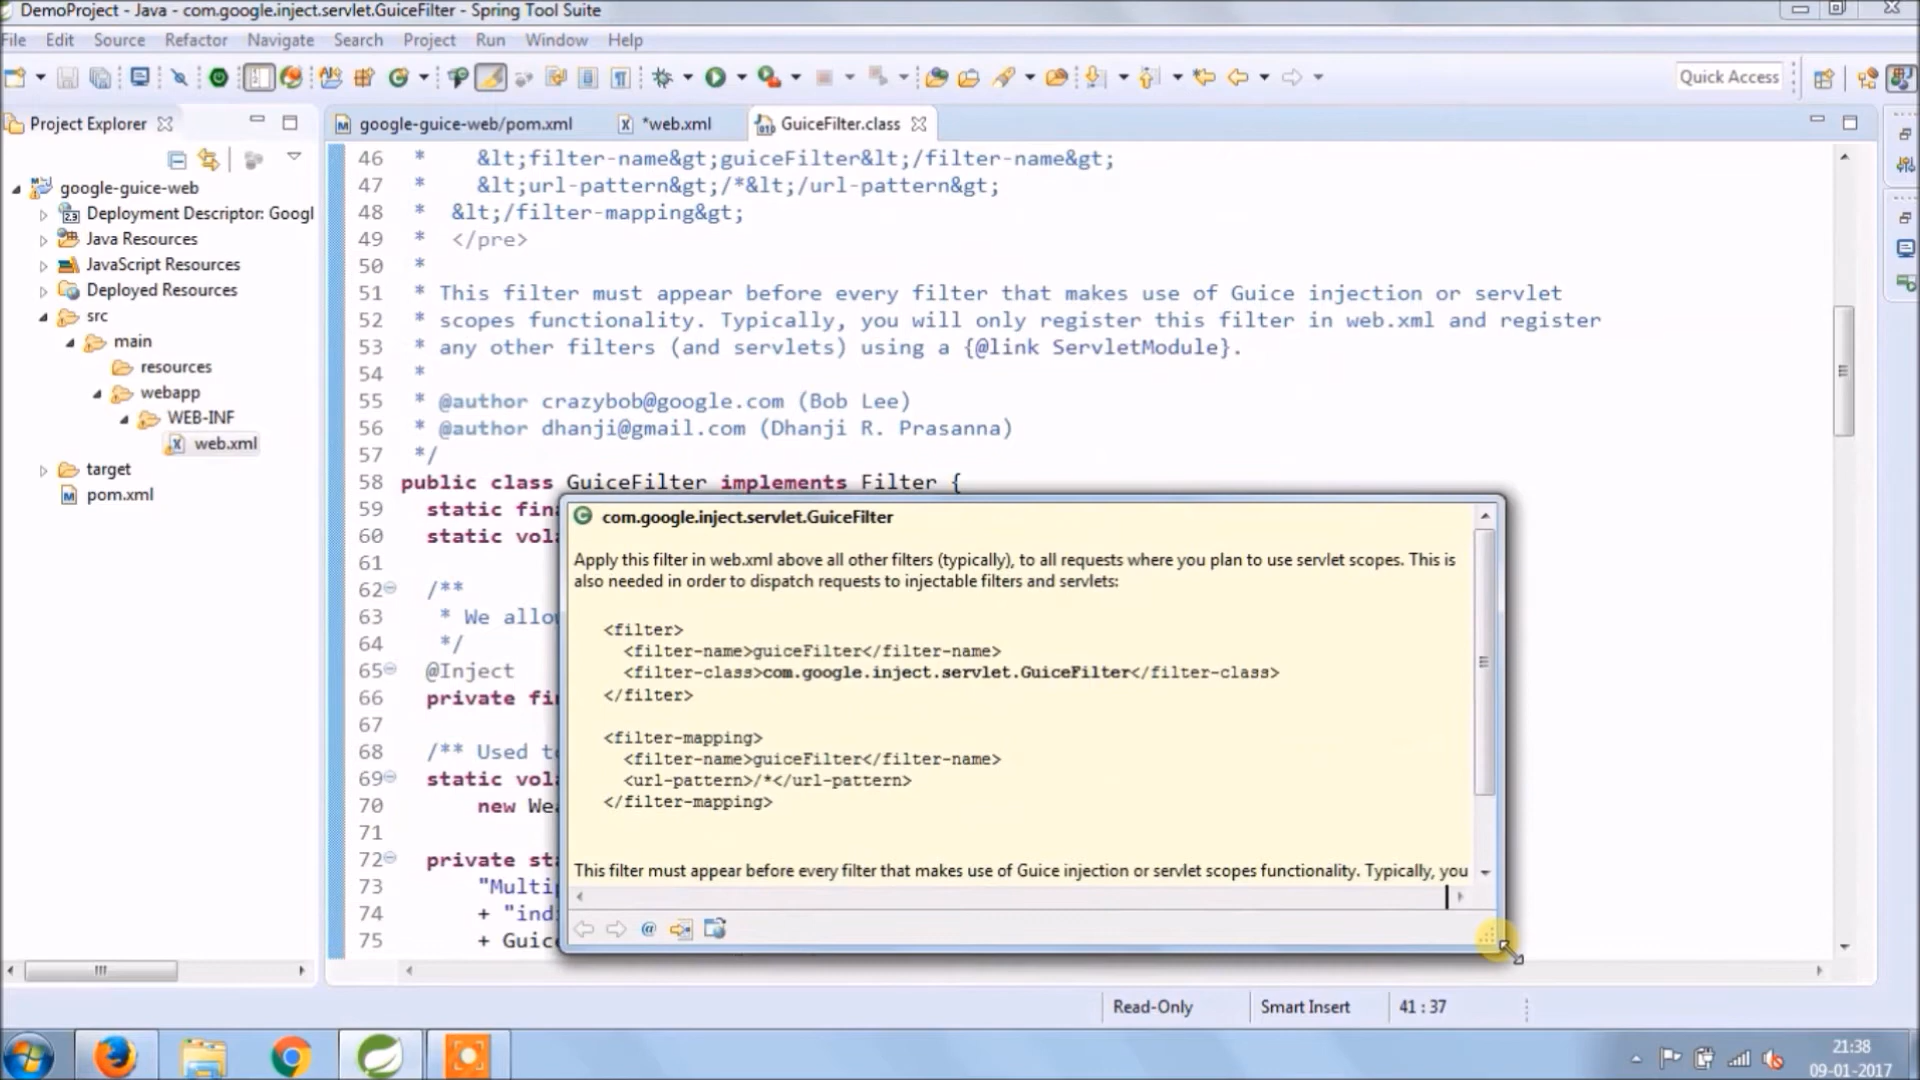 DemoProject - Java - com.google.inject.servlet.GuiceFilter - Spring Tool Suite
File Edit Source Refactor Navigate Search Project Run Window Help
Quick Access
Project Explorer
google-guice-web/pom.xml
*web.xml
GuiceFilter.class
google-guice-web
Deployment Descriptor: Googl
Java Resources
JavaScript Resources
Deployed Resources
src
main
resources
webapp
WEB-INF
web.xml
target
pom.xml
46 * &lt;filter-name&gt;guiceFilter&lt;/filter-name&gt;
47 * &lt;url-pattern&gt;/*&lt;/url-pattern&gt;
48 * &lt;/filter-mapping&gt;
49 * </pre>
50 *
51 * This filter must appear before every filter that makes use of Guice injection or servlet
52 * scopes functionality. Typically, you will only register this filter in web.xml and register
53 * any other filters (and servlets) using a {@link ServletModule}.
54 *
55 * @author crazybob@google.com (Bob Lee)
56 * @author dhanji@gmail.com (Dhanji R. Prasanna)
57 */
58 public class GuiceFilter implements Filter {
59 static fin
60 static vol
61
62 /**
63 * We allo
64 */
65 @Inject
66 private fin
67
68 /** Used t
69 static vol
70 new We
71
72 private st
73 "Multi
74 + "ind
75 + Guic
com.google.inject.servlet.GuiceFilter
Apply this filter in web.xml above all other filters (typically), to all requests where you plan to use servlet scopes. This is
also needed in order to dispatch requests to injectable filters and servlets:
<filter>
<filter-name>guiceFilter</filter-name>
<filter-class>com.google.inject.servlet.GuiceFilter</filter-class>
</filter>
<filter-mapping>
<filter-name>guiceFilter</filter-name>
<url-pattern>/*</url-pattern>
</filter-mapping>
This filter must appear before every filter that makes use of Guice injection or servlet scopes functionality. Typically, you
Read-Only
Smart Insert
41 : 37
21:38
09-01-2017